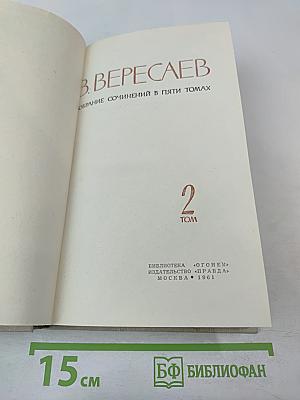 В. ВЕРЕСАЕВ
СОБРАНИЕ СОЧИНЕНИЙ В ПЯТИ ТОМАХ
2
ТОМ
БИБЛИОТЕКА «ОГОНЕК»
ИЗДАТЕЛЬСТВО «ПРАВДА»
МОСКВА • 1961
15 см
БФ БИБЛИОФАН